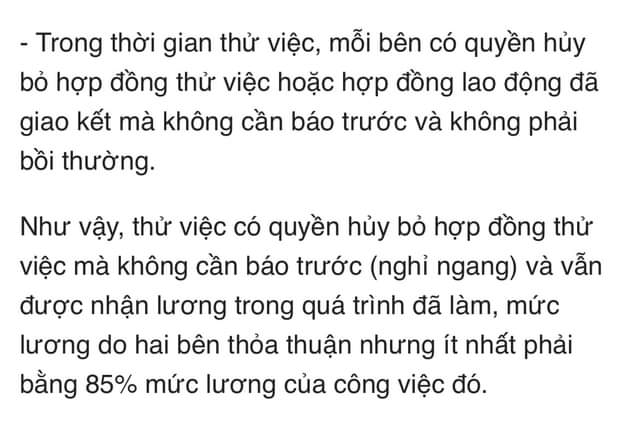 - Trong thời gian thử việc, mỗi bên có quyền hủy
bỏ hợp đồng thử việc hoặc hợp đồng lao động đã
giao kết mà không cần báo trước và không phải
bồi thường.
Như vậy, thử việc có quyền hủy bỏ hợp đồng thử
việc mà không cần báo trước (nghỉ ngang) và vẫn
được nhận lương trong quá trình đã làm, mức
lương do hai bên thỏa thuận nhưng ít nhất phải
bằng 85% mức lương của công việc đó.